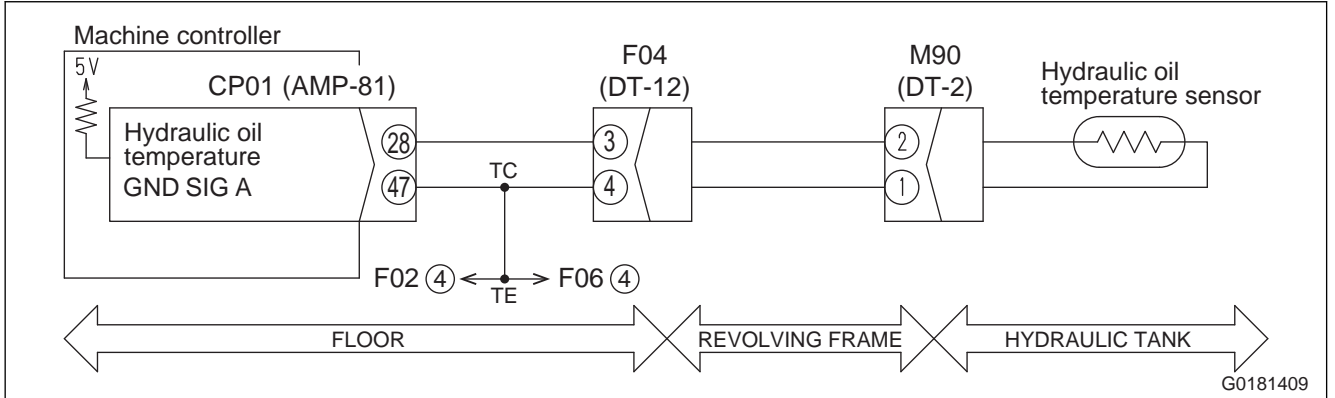 Machine controller
5V
CP01 (AMP-81)
F04
(DT-12)
M90
(DT-2)
Hydraulic oil
temperature sensor
Hydraulic oil
temperature
GND SIG A
28
47
TC
3
4
2
1
F02 4
TE
F06 4
FLOOR
REVOLVING FRAME
HYDRAULIC TANK
G0181409